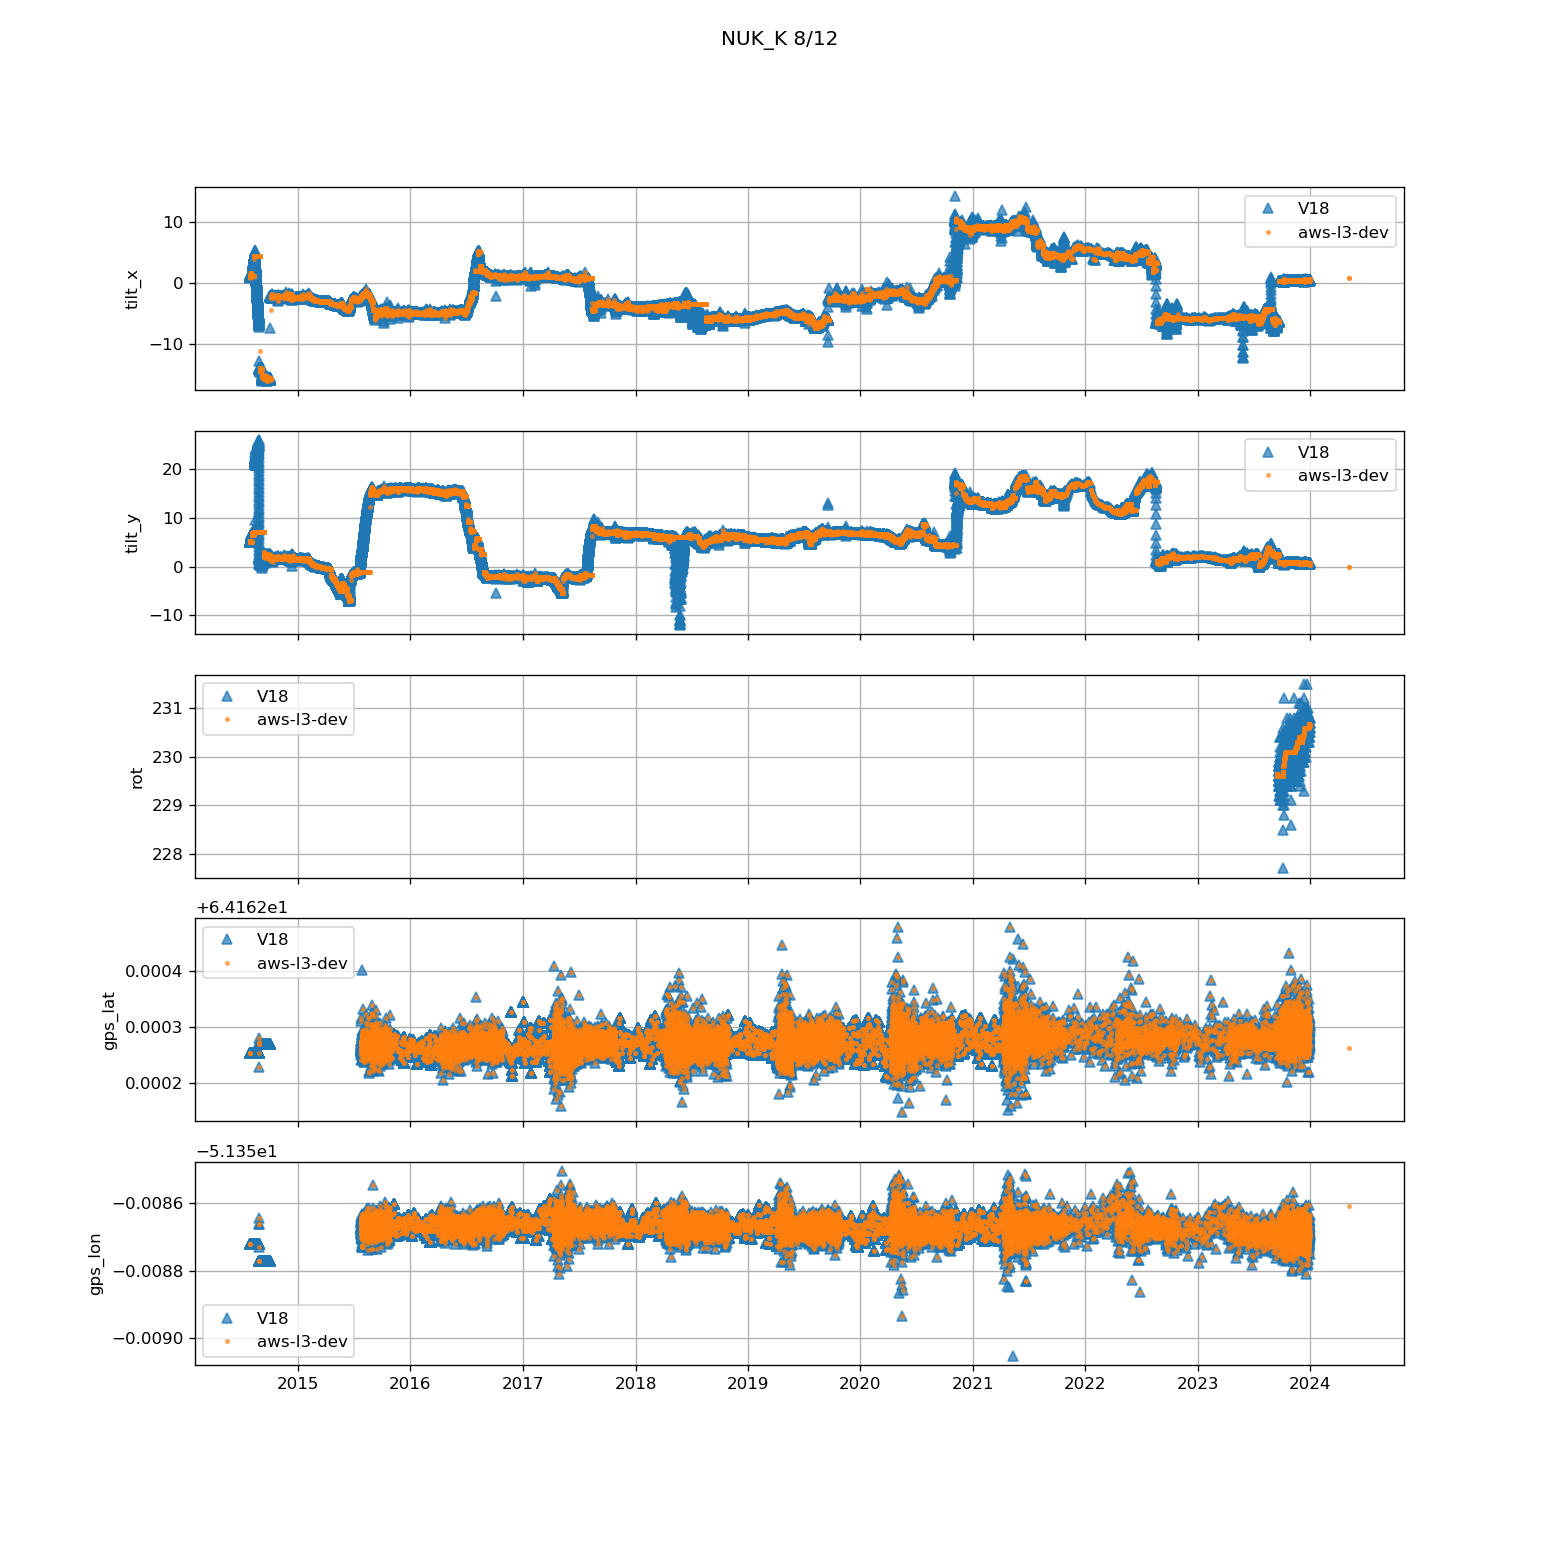 NUK_K 8/12
10
0
−10
tilt_x
V18
aws-l3-dev
20
10
0
−10
tilt_y
V18
aws-l3-dev
231
230
229
228
rot
V18
aws-l3-dev
+6.4162e1
0.0004
0.0003
0.0002
gps_lat
V18
aws-l3-dev
−5.135e1
−0.0086
−0.0088
−0.0090
gps_lon
V18
aws-l3-dev
2015 2016 2017 2018 2019 2020 2021 2022 2023 2024